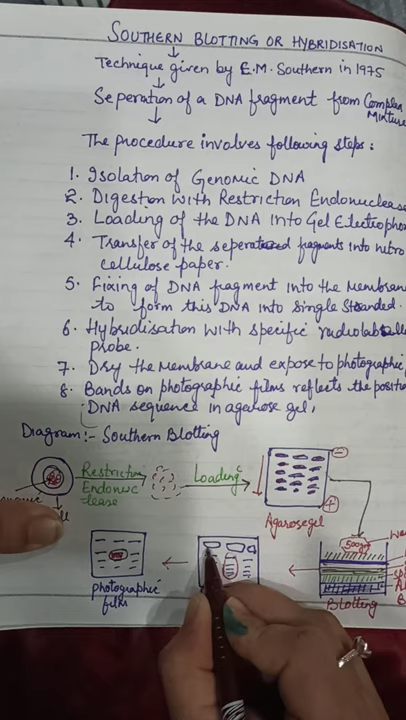 SOUTHERN BLOTTING OR HYBRIDISATION
Technique given by E.M. Southern in 1975
Seperation of a DNA fragment from Complex
Mixture
The procedure involves following steps :
1. Isolation of Genomic DNA
2. Digestion with Restriction Endonuclease
3. Loading of the DNA into Gel Electropho
4. Transfer of the seperated fragments into nitro
cellulose paper.
5. Fixing of DNA fragment into the Membrane
to form this DNA into single Stranded.
6. Hybridisation with specific radiolabelle
probe.
7. Dry the Membrane and expose to photographic
8. Bands on photographic films reflects the positio
DNA sequence in agarose gel,
Diagram:- Southern Blotting
Restriction
Endonuc
lease
Loading
Agarosegel
500gm
Blotting
photographic
film